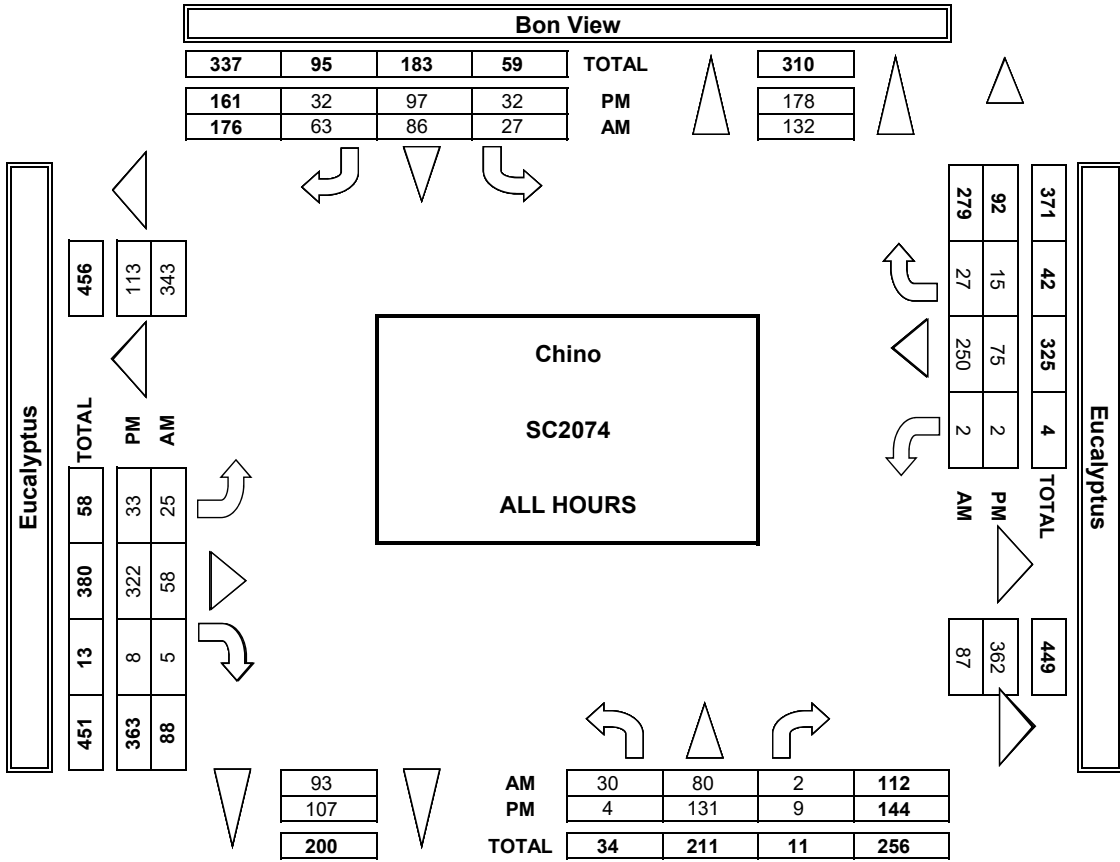 Bon View
337 95 183 59 TOTAL 310
161 32 97 32 PM 178
176 63 86 27 AM 132
Eucalyptus
456
113
343
TOTAL 58 380 13 451
PM 33 322 8 363
AM 25 58 5 88
Chino
SC2074
ALL HOURS
371 42 325 4 TOTAL
92 15 75 2 PM
279 27 250 2 AM
449
362
87
Eucalyptus
93 AM 30 80 2 112
107 PM 4 131 9 144
200 TOTAL 34 211 11 256